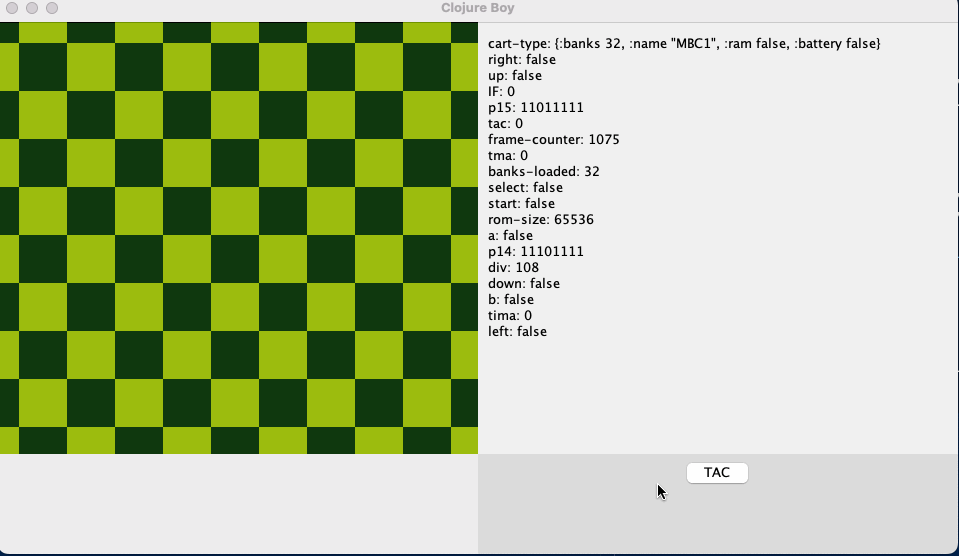 Clojure Boy
cart-type: {:banks 32, :name "MBC1", :ram false, :battery false}
right: false
up: false
IF: 0
p15: 11011111
tac: 0
frame-counter: 1075
tma: 0
banks-loaded: 32
select: false
start: false
rom-size: 65536
a: false
p14: 11101111
div: 108
down: false
b: false
tima: 0
left: false
TAC